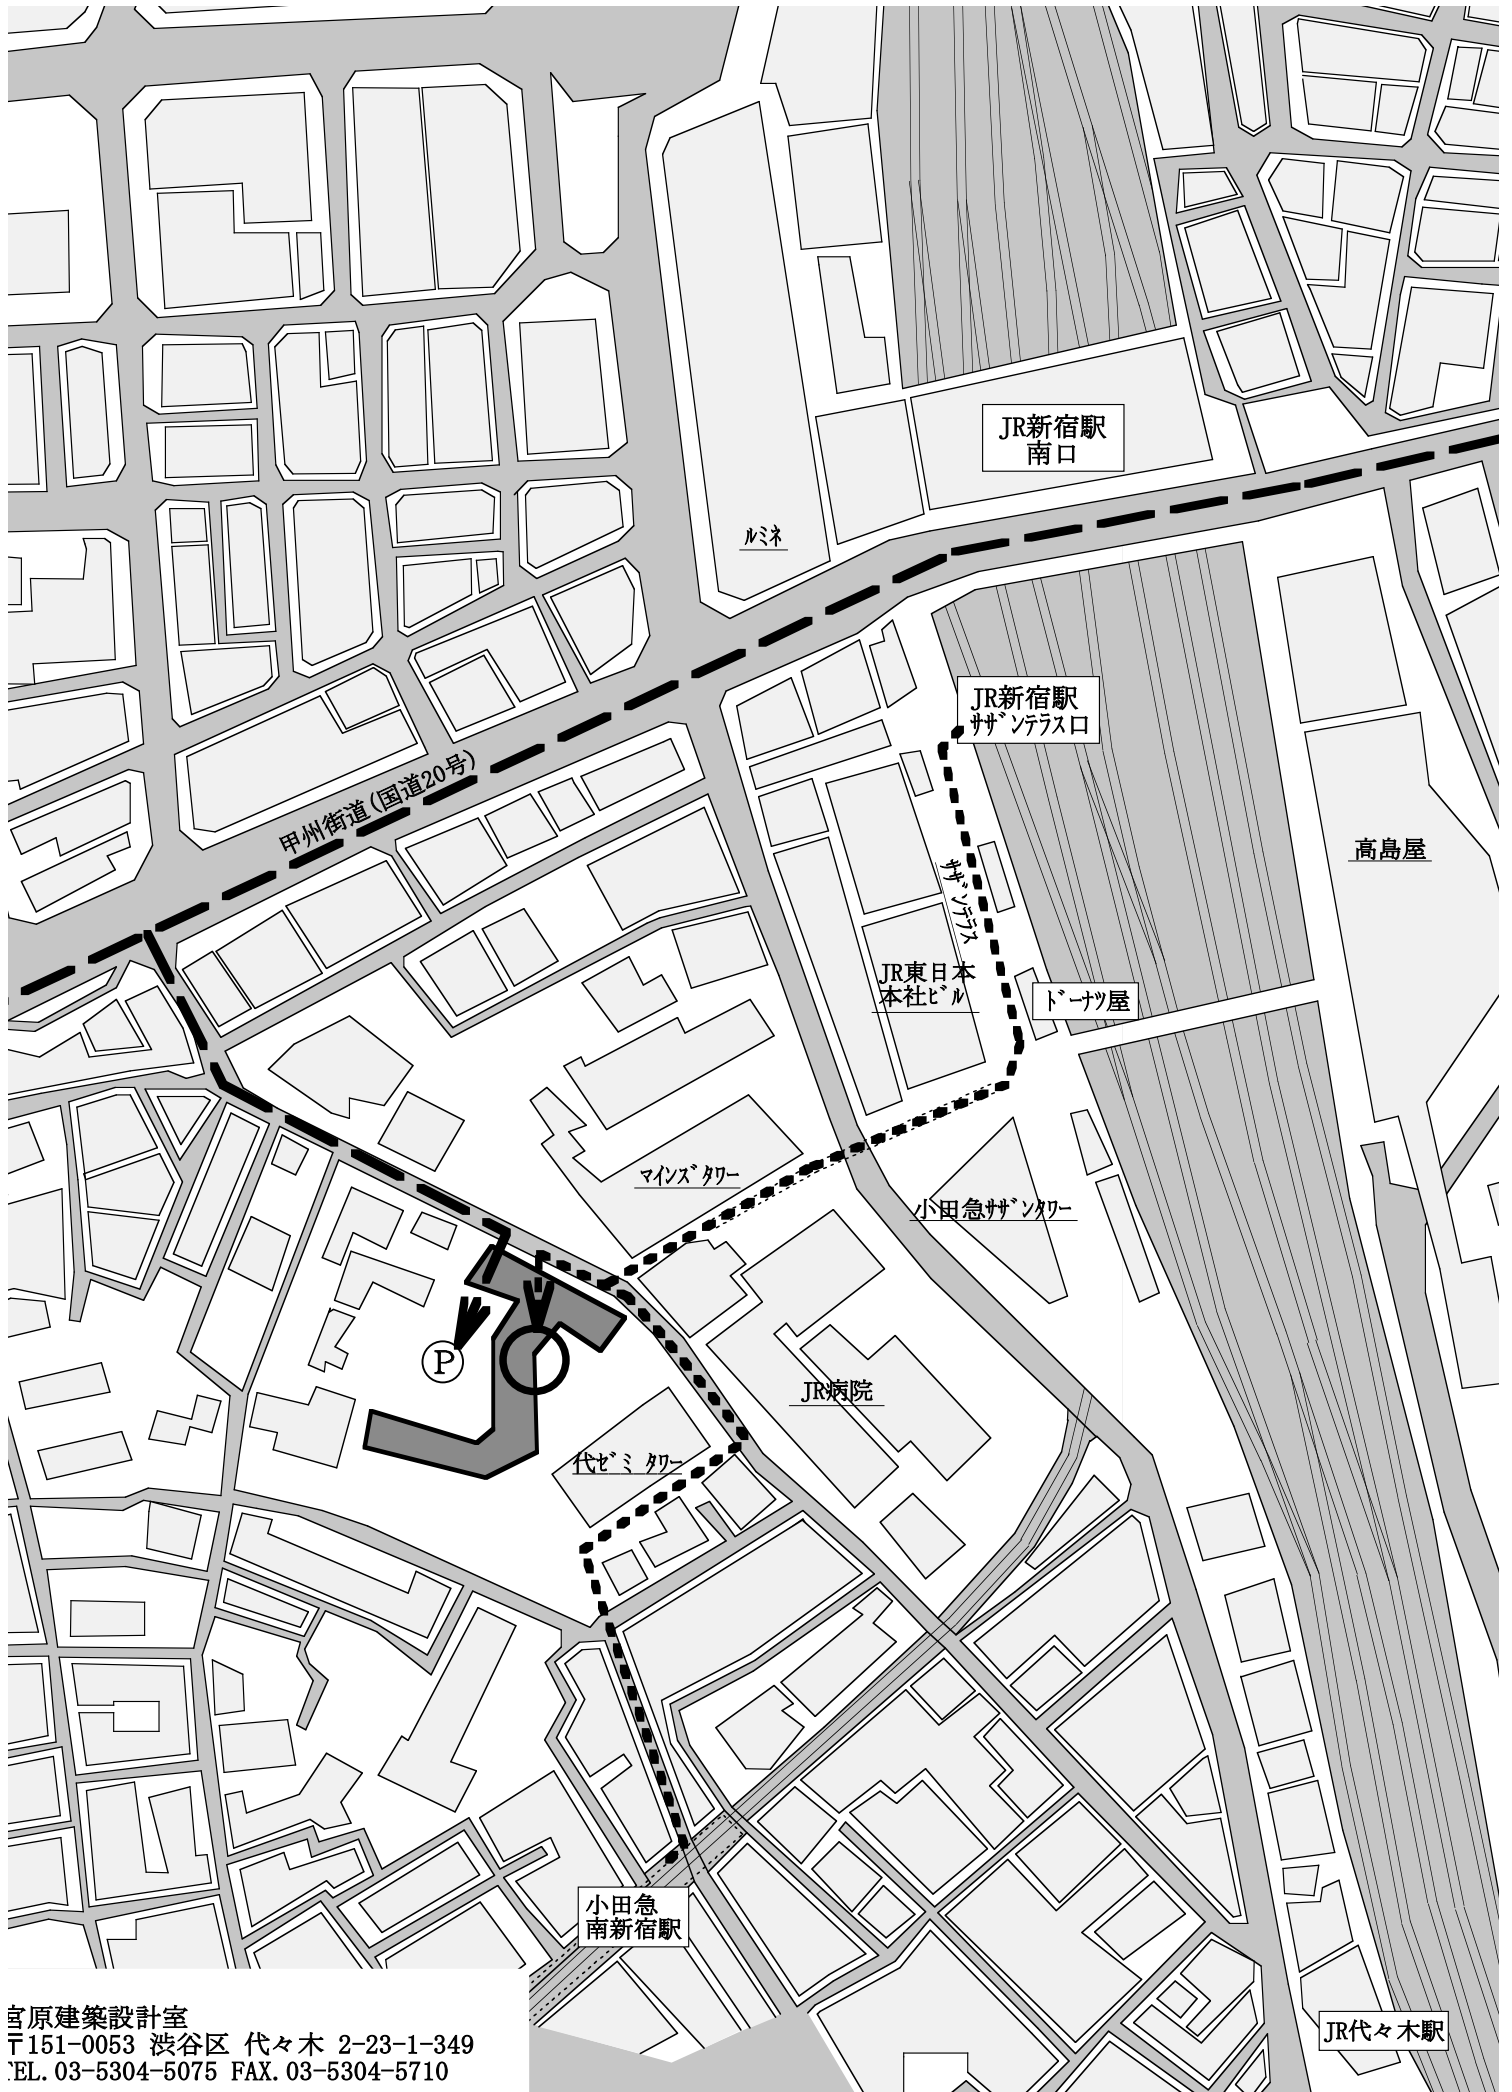 JR新宿駅
南口
ルミネ
JR新宿駅
ｻｻﾞﾝﾃﾗｽ口
甲州街道(国道20号)
高島屋
ｻｻﾞﾝﾃﾗｽ
JR東日本
本社ﾋﾞﾙ
ﾄﾞｰﾅﾂ屋
ﾏｲﾝｽﾞﾀﾜｰ
小田急ｻｻﾞﾝﾀﾜｰ
P
JR病院
代ｾﾞﾐ ﾀﾜｰ
小田急
南新宿駅
宮原建築設計室
〒151-0053 渋谷区 代々木 2-23-1-349
TEL.03-5304-5075 FAX.03-5304-5710
JR代々木駅